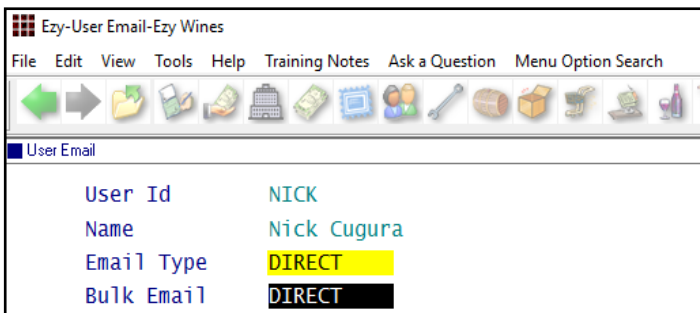 Ezy-User Email-Ezy Wines
File Edit View Tools Help Training Notes Ask a Question Menu Option Search
User Email
User Id NICK
Name Nick Cugura
Email Type DIRECT
Bulk Email DIRECT